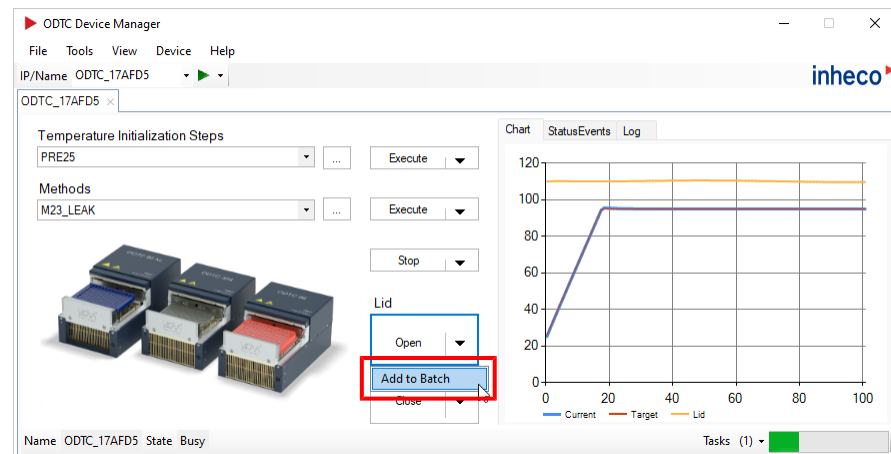 ODTC Device Manager
File Tools View Device Help
IP/Name ODTC_17AFD5
inheco
ODTC_17AFD5
Temperature Initialization Steps
PRE25 ... Execute
Methods
M23_LEAK ... Execute
Stop
Lid
Open
Add to Batch
Close
Chart StatusEvents Log
120
100
80
60
40
20
0
0 20 40 60 80 100
Current Target Lid
Name ODTC_17AFD5 State Busy Tasks (1)